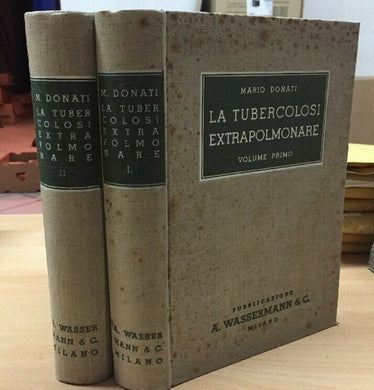 M. DONATI
LA TUBER
COLOSI
EXTRA
POLMO
NARE
II
A. WASSER
MANN & C.
MILANO
M. DONATI
LA TUBER
COLOSI
EXTRA
POLMO
NARE
I.
A. WASSER
MANN & C.
MILANO
MARIO DONATI
LA TUBERCOLOSI
EXTRAPOLMONARE
VOLUME PRIMO
PUBBLICAZIONE
A. WASSERMANN & C.
MILANO